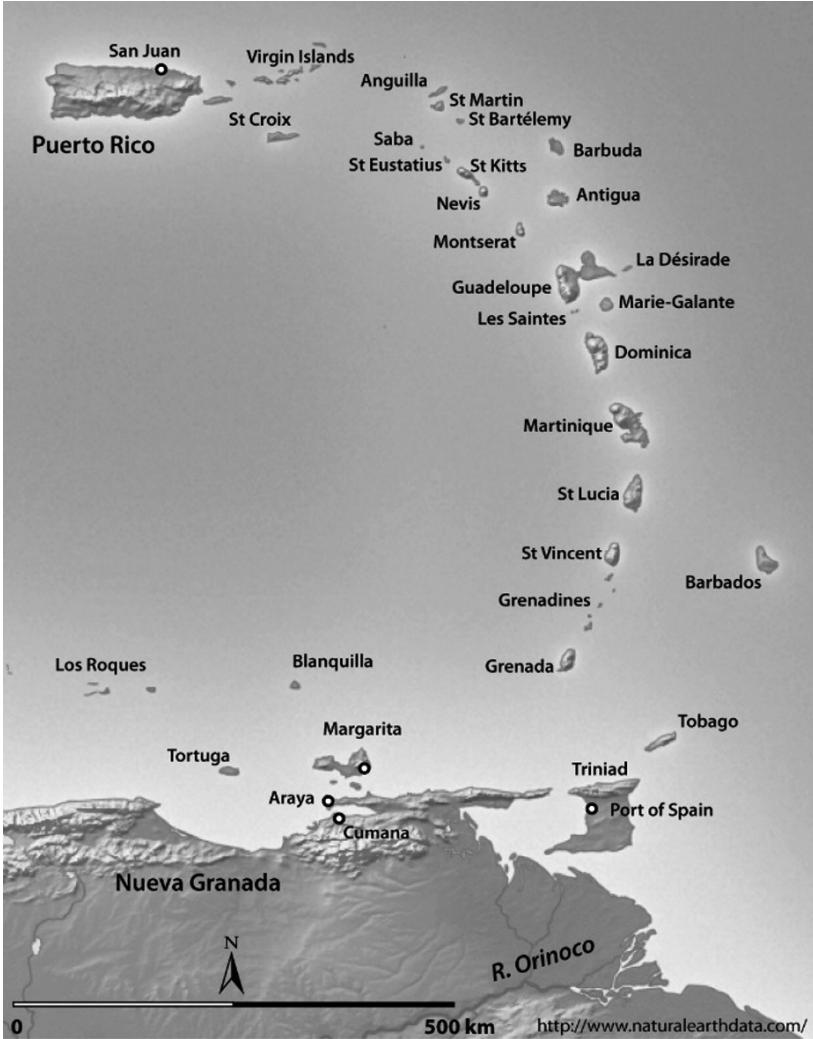 San Juan
Virgin Islands
Anguilla
St Martin
St Croix
St Bartélemy
Puerto Rico
Saba
Barbuda
St Eustatius
St Kitts
Nevis
Antigua
Montserat
La Désirade
Guadeloupe
Marie-Galante
Les Saintes
Dominica
Martinique
St Lucia
St Vincent
Barbados
Grenadines
Los Roques
Blanquilla
Grenada
Tobago
Margarita
Tortuga
Triniad
Araya
Port of Spain
Cumana
Nueva Granada
N
R. Orinoco
0
500 km
http://www.naturalearthdata.com/